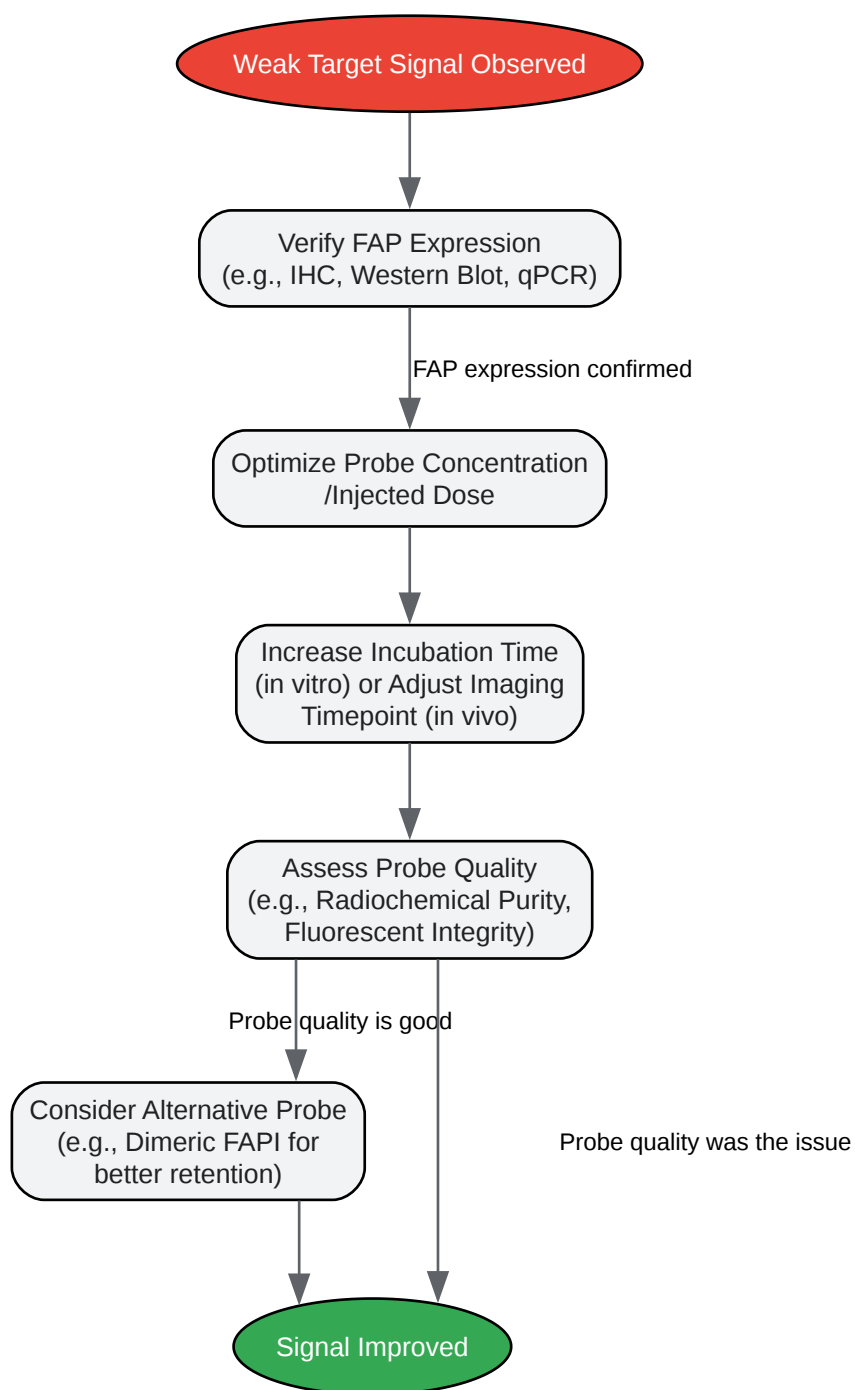 Weak Target Signal Observed
Verify FAP Expression
(e.g., IHC, Western Blot, qPCR)
FAP expression confirmed
Optimize Probe Concentration
/Injected Dose
Increase Incubation Time
(in vitro) or Adjust Imaging
Timepoint (in vivo)
Assess Probe Quality
(e.g., Radiochemical Purity,
Fluorescent Integrity)
Probe quality is good
Consider Alternative Probe
(e.g., Dimeric FAPI for
better retention)
Probe quality was the issue
Signal Improved